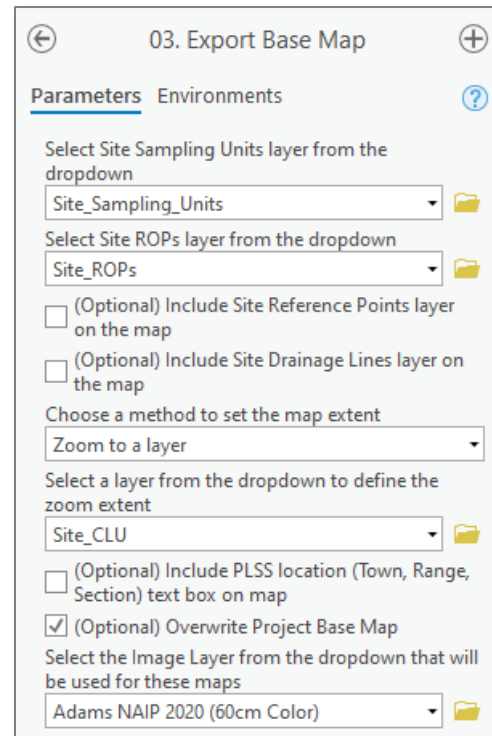 03. Export Base Map
Parameters Environments
Select Site Sampling Units layer from the
dropdown
Site_Sampling_Units
Select Site ROPs layer from the dropdown
Site_ROPs
(Optional) Include Site Reference Points layer
on the map
(Optional) Include Site Drainage Lines layer on
the map
Choose a method to set the map extent
Zoom to a layer
Select a layer from the dropdown to define the
zoom extent
Site_CLU
(Optional) Include PLSS location (Town, Range,
Section) text box on map
(Optional) Overwrite Project Base Map
Select the Image Layer from the dropdown that will
be used for these maps
Adams NAIP 2020 (60cm Color)